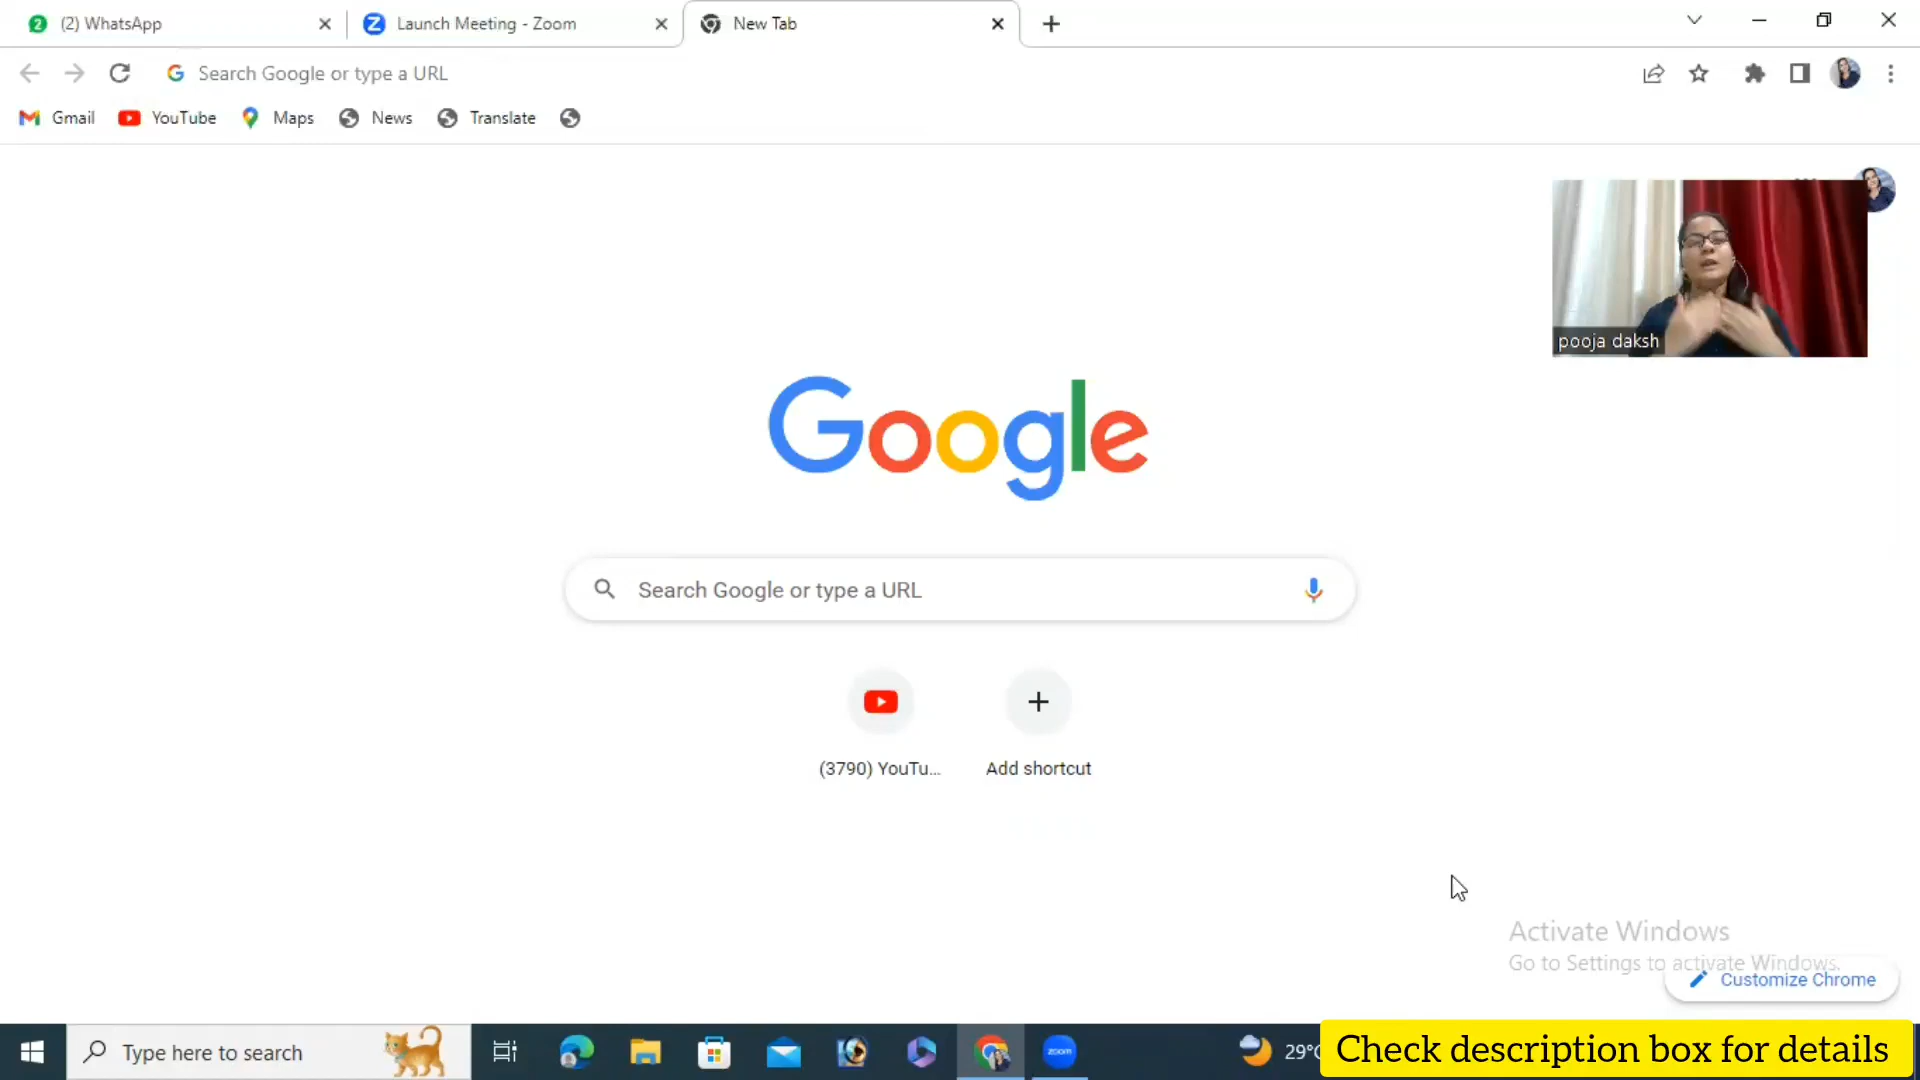 (2) WhatsApp
Launch Meeting - Zoom
New Tab
Search Google or type a URL
Gmail
YouTube
Maps
News
Translate
pooja daksh
Google
Search Google or type a URL
(3790) YouTu...
Add shortcut
Activate Windows
Go to Settings to activate Windows.
Customize Chrome
Type here to search
zoom
29°C
Check description box for details